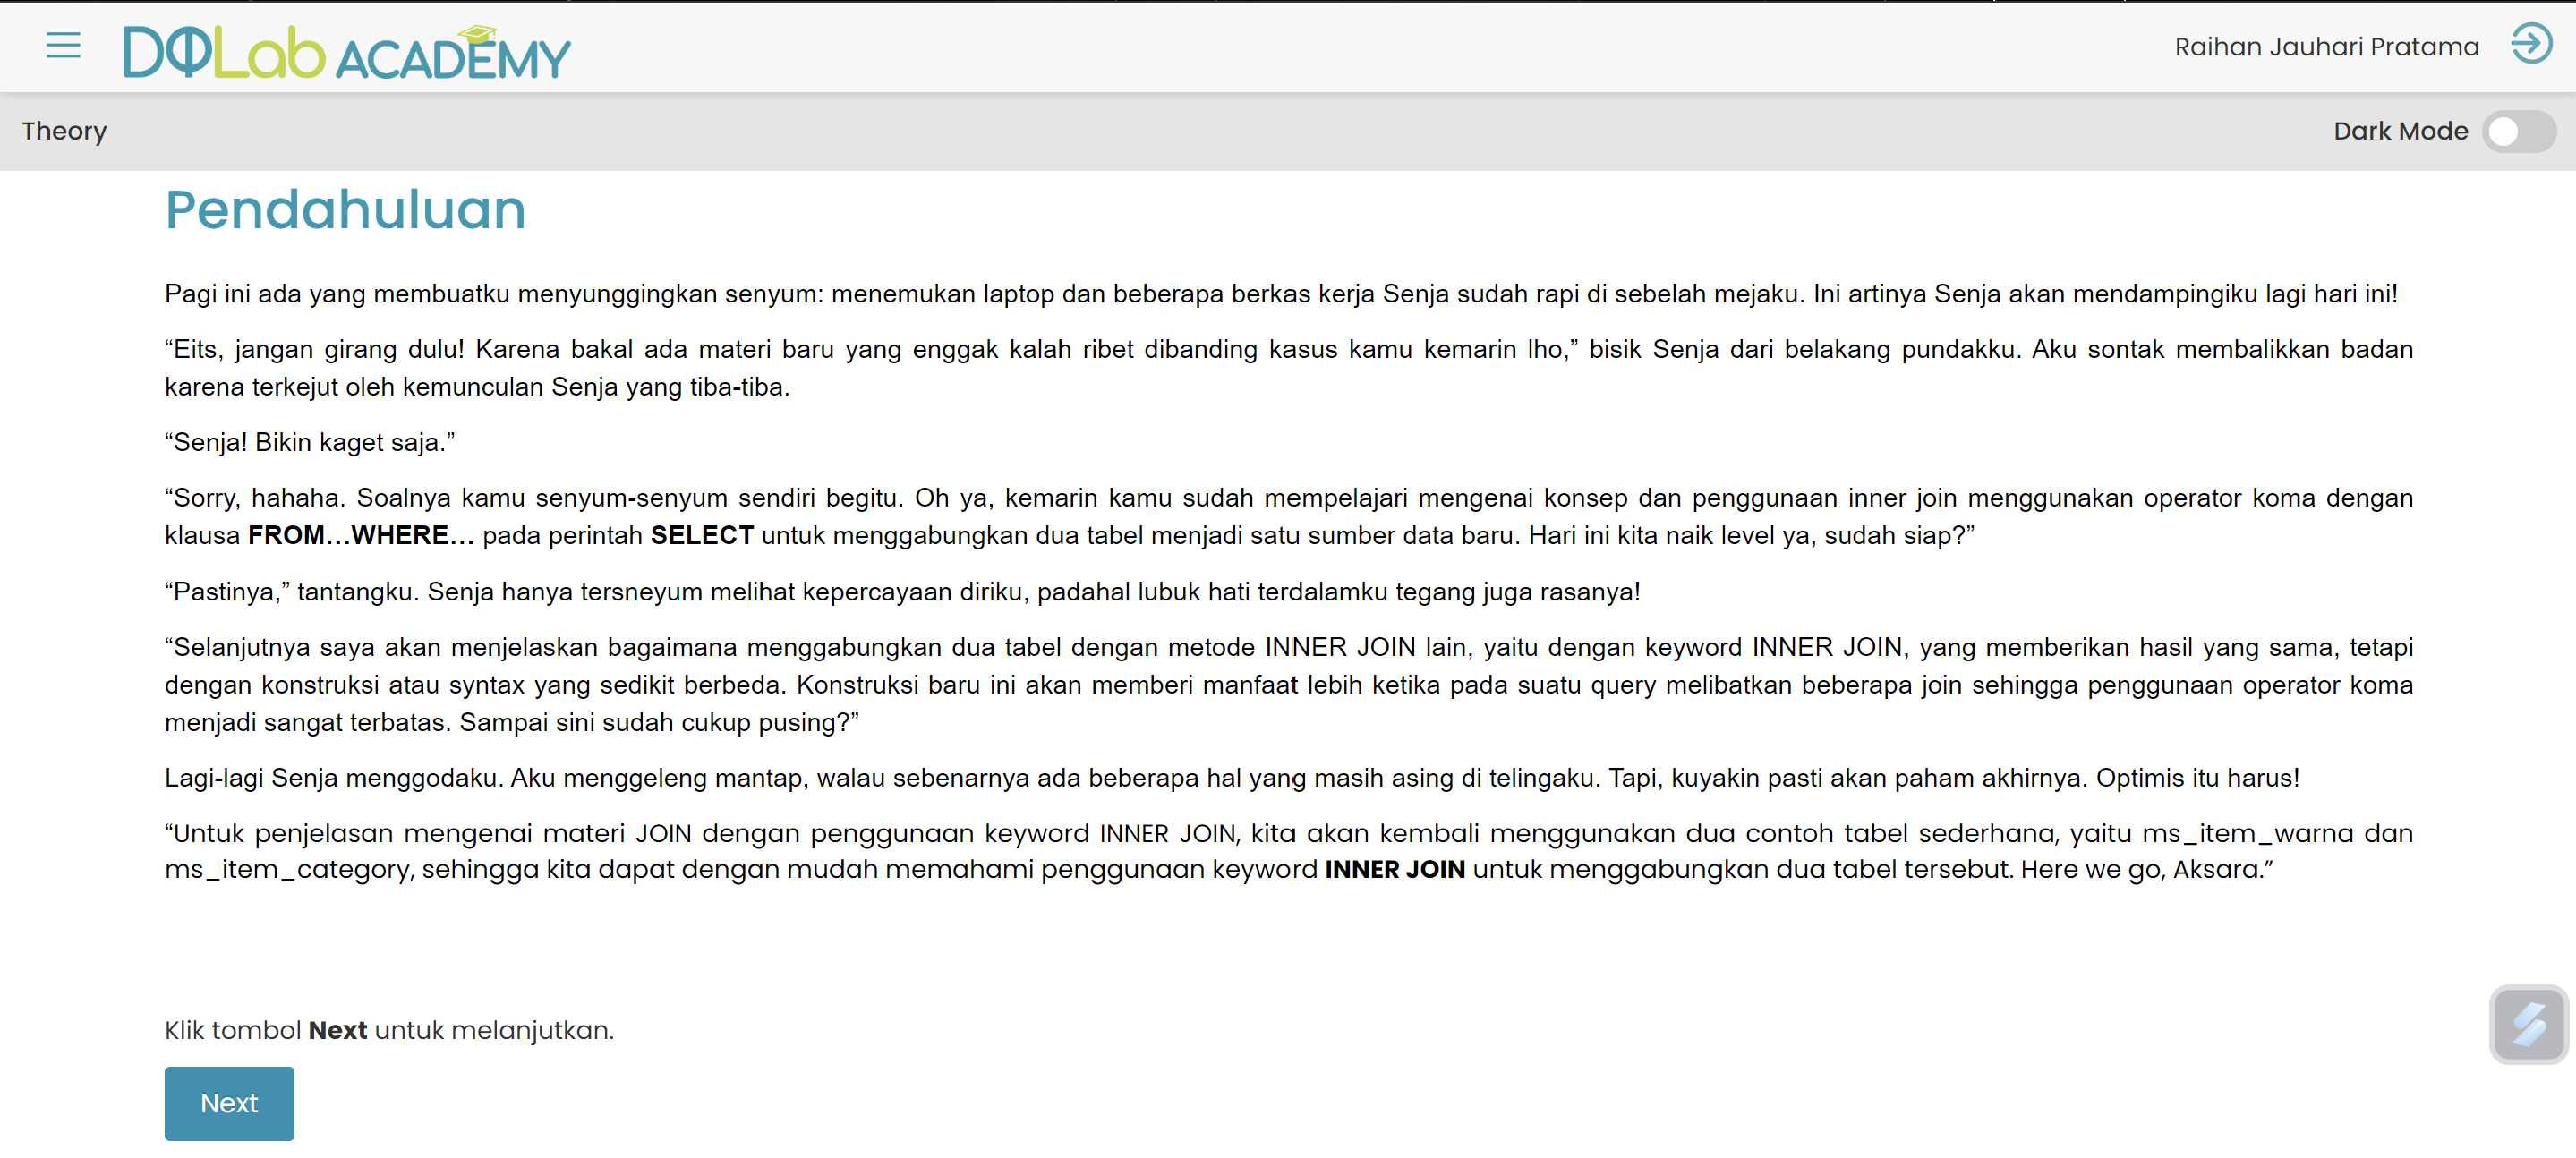 DQLab ACADEMY
Raihan Jauhari Pratama
Theory
Dark Mode
Pendahuluan
Pagi ini ada yang membuatku menyunggingkan senyum: menemukan laptop dan beberapa berkas kerja Senja sudah rapi di sebelah mejaku. Ini artinya Senja akan mendampingiku lagi hari ini!
“Eits, jangan girang dulu! Karena bakal ada materi baru yang enggak kalah ribet dibanding kasus kamu kemarin lho,” bisik Senja dari belakang pundakku. Aku sontak membalikkan badan
karena terkejut oleh kemunculan Senja yang tiba-tiba.
“Senja! Bikin kaget saja.”
“Sorry, hahaha. Soalnya kamu senyum-senyum sendiri begitu. Oh ya, kemarin kamu sudah mempelajari mengenai konsep dan penggunaan inner join menggunakan operator koma dengan
klausa FROM…WHERE… pada perintah SELECT untuk menggabungkan dua tabel menjadi satu sumber data baru. Hari ini kita naik level ya, sudah siap?”
“Pastinya,” tantangku. Senja hanya tersneyum melihat kepercayaan diriku, padahal lubuk hati terdalamku tegang juga rasanya!
“Selanjutnya saya akan menjelaskan bagaimana menggabungkan dua tabel dengan metode INNER JOIN lain, yaitu dengan keyword INNER JOIN, yang memberikan hasil yang sama, tetapi
dengan konstruksi atau syntax yang sedikit berbeda. Konstruksi baru ini akan memberi manfaat lebih ketika pada suatu query melibatkan beberapa join sehingga penggunaan operator koma
menjadi sangat terbatas. Sampai sini sudah cukup pusing?”
Lagi-lagi Senja menggodaku. Aku menggeleng mantap, walau sebenarnya ada beberapa hal yang masih asing di telingaku. Tapi, kuyakin pasti akan paham akhirnya. Optimis itu harus!
“Untuk penjelasan mengenai materi JOIN dengan penggunaan keyword INNER JOIN, kita akan kembali menggunakan dua contoh tabel sederhana, yaitu ms_item_warna dan
ms_item_category, sehingga kita dapat dengan mudah memahami penggunaan keyword INNER JOIN untuk menggabungkan dua tabel tersebut. Here we go, Aksara.”
Klik tombol Next untuk melanjutkan.
Next